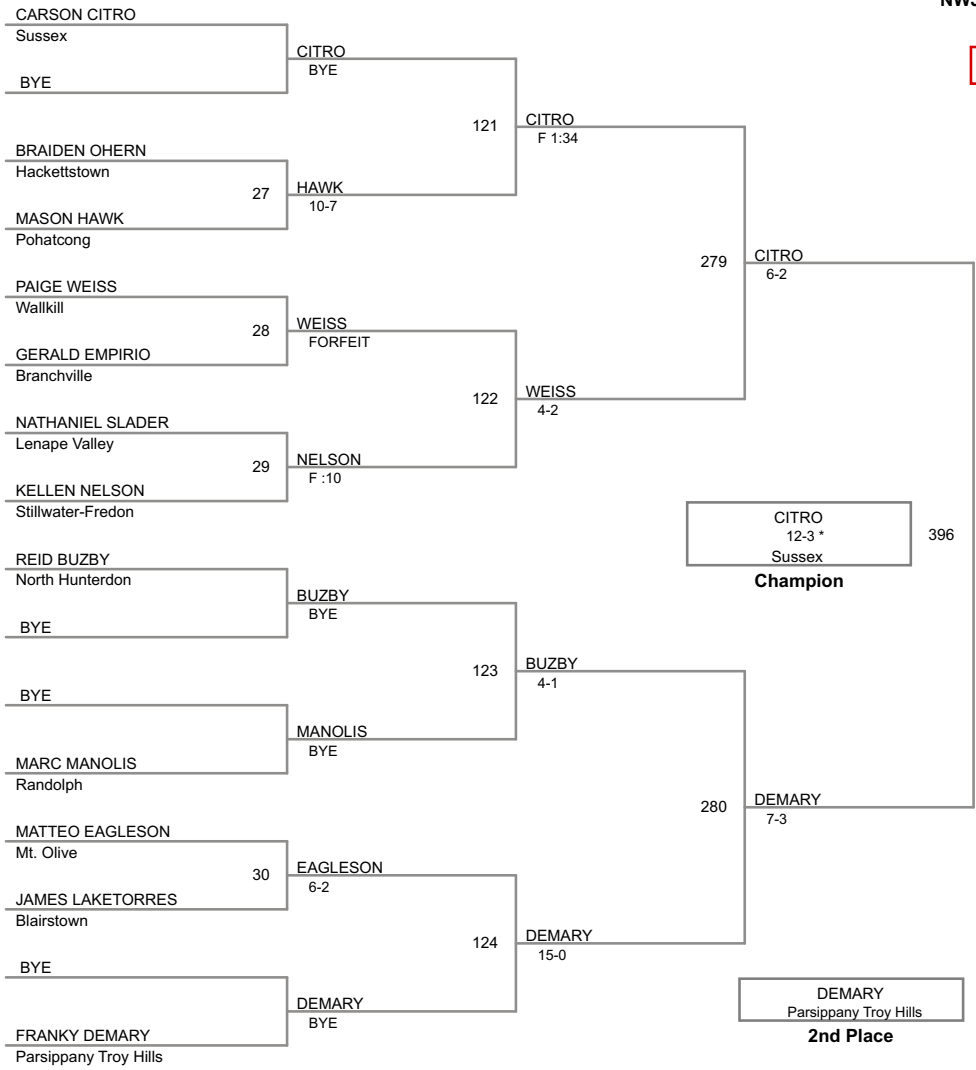 NWJ
CARSON CITRO
Sussex
BYE
CITRO
BYE
BRAIDEN OHERN
Hackettstown
27
MASON HAWK
Pohatcong
HAWK
10-7
121
CITRO
F 1:34
PAIGE WEISS
Wallkill
28
GERALD EMPIRIO
Branchville
WEISS
FORFEIT
NATHANIEL SLADER
Lenape Valley
29
KELLEN NELSON
Stillwater-Fredon
NELSON
F :10
122
WEISS
4-2
279
CITRO
6-2
REID BUZBY
North Hunterdon
BYE
BUZBY
BYE
BYE
MARC MANOLIS
Randolph
MANOLIS
BYE
123
BUZBY
4-1
MATTEO EAGLESON
Mt. Olive
30
JAMES LAKETORRES
Blairstown
EAGLESON
6-2
BYE
FRANKY DEMARY
Parsippany Troy Hills
DEMARY
BYE
124
DEMARY
15-0
280
DEMARY
7-3
CITRO
12-3 *
Sussex
Champion
396
DEMARY
Parsippany Troy Hills
2nd Place